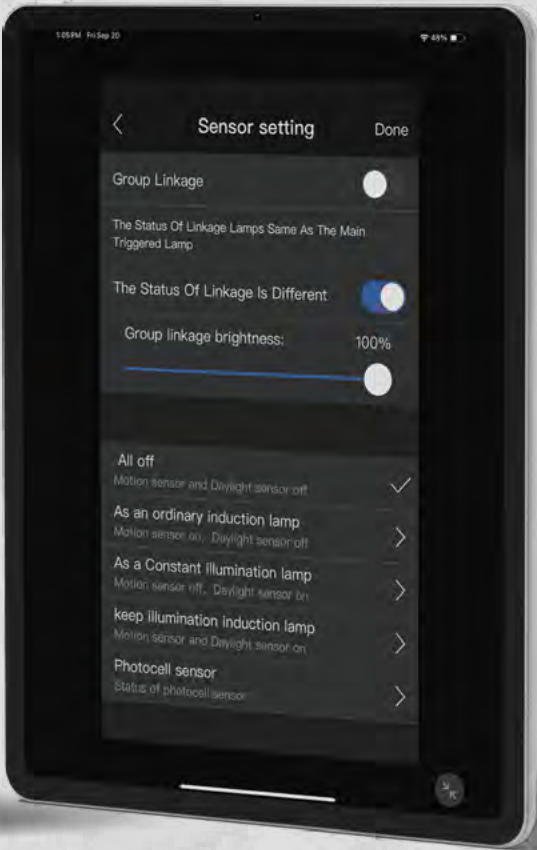 1:05 PM Fri Sep 20
48%
Sensor setting
Done
Group Linkage
The Status Of Linkage Lamps Same As The Main
Triggered Lamp
The Status Of Linkage Is Different
Group linkage brightness:
100%
All off
Motion sensor and Daylight sensor off
As an ordinary induction lamp
Motion sensor on, Daylight sensor off
As a Constant Illumination lamp
Motion sensor off, Daylight sensor on
keep illumination induction lamp
Motion sensor and Daylight sensor on
Photocell sensor
Status of photocell sensor